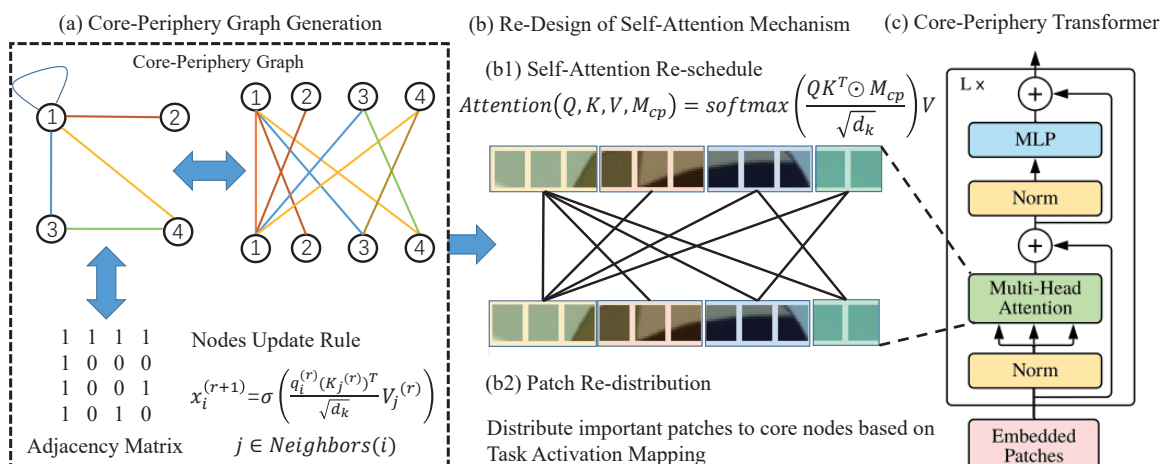 (a) Core-Periphery Graph Generation
Core-Periphery Graph
1
2
3
4
1 2 3 4
1 2 3 4
1 1 1 1
1 0 0 0
1 0 0 1
1 0 1 0
Adjacency Matrix
Nodes Update Rule
x_i^{(r+1)}=σ(q_i^{(r)}(K_j^{(r)})^T / √d_k V_j^{(r)})
j ∈ Neighbors(i)
(b) Re-Design of Self-Attention Mechanism
(b1) Self-Attention Re-schedule
Attention(Q, K, V, M_{cp}) = softmax(QK^T ⊙ M_{cp} / √d_k)V
(b2) Patch Re-distribution
Distribute important patches to core nodes based on
Task Activation Mapping
(c) Core-Periphery Transformer
L ×
+
MLP
Norm
+
Multi-Head
Attention
Norm
Embedded
Patches